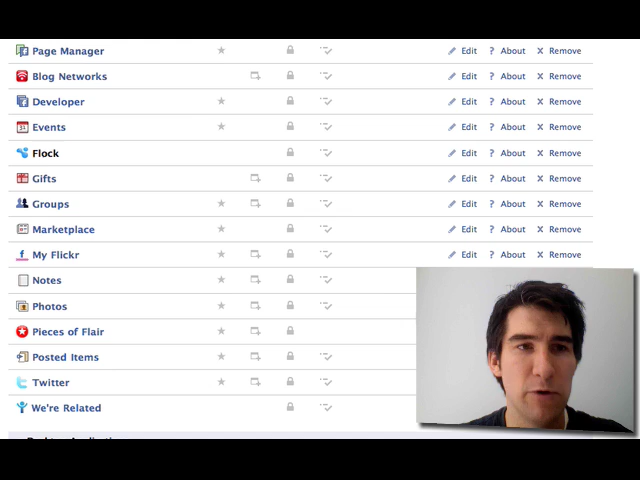 Page Manager Edit ? About x Remove
Blog Networks Edit ? About x Remove
Developer Edit ? About x Remove
31 Events Edit ? About x Remove
Flock Edit ? About x Remove
Gifts Edit ? About x Remove
Groups Edit ? About x Remove
Marketplace Edit ? About x Remove
My Flickr Edit ? About x Remove
Notes
Photos
Pieces of Flair
Posted Items
Twitter
We're Related